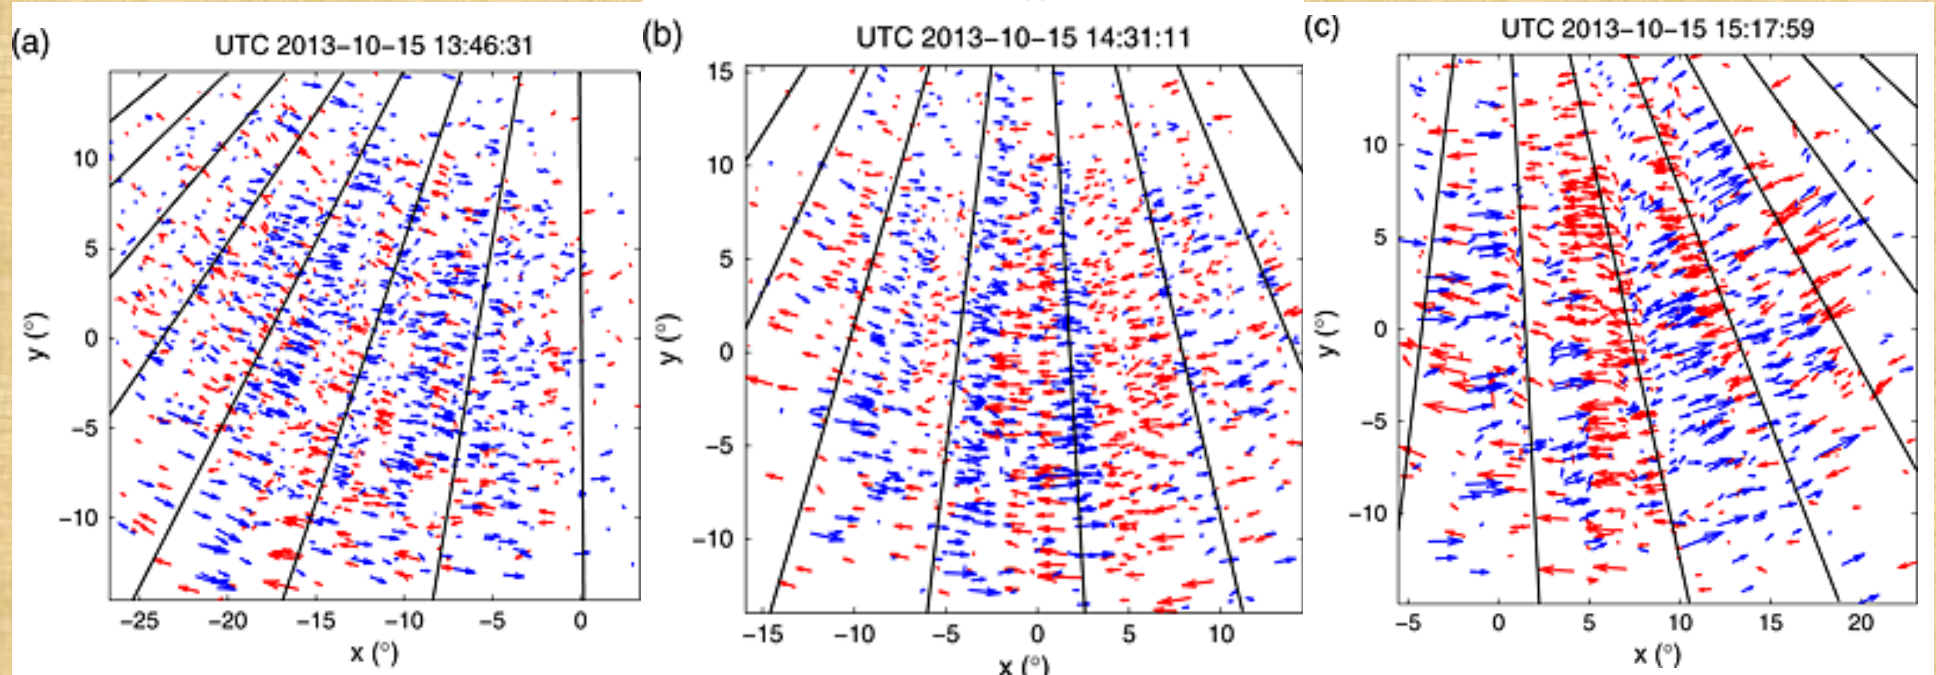 (a)
UTC 2013-10-15 13:46:31
10
5
0
-5
-10
y (°)
-25 -20 -15 -10 -5 0
x (°)
(b)
UTC 2013-10-15 14:31:11
15
10
5
0
-5
-10
y (°)
-15 -10 -5 0 5 10
x (°)
(c)
UTC 2013-10-15 15:17:59
10
5
0
-5
-10
y (°)
-5 0 5 10 15 20
x (°)